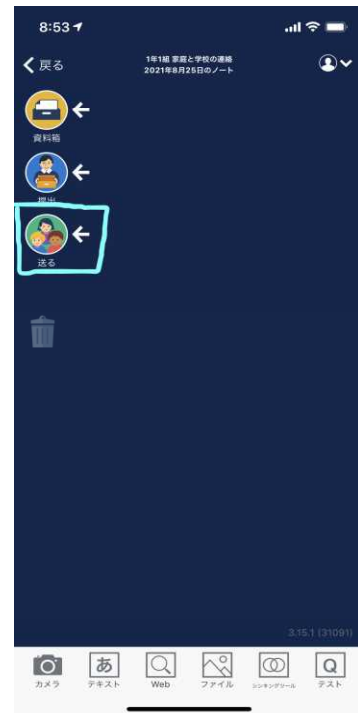 8:53
戻る
1年1組 家庭と学校の連絡
2021年8月25日のノート
資料箱
提出
送る
3.15.1 (31091)
カメラ
あ
テキスト
Web
ファイル
シンキングツール
Q
テスト